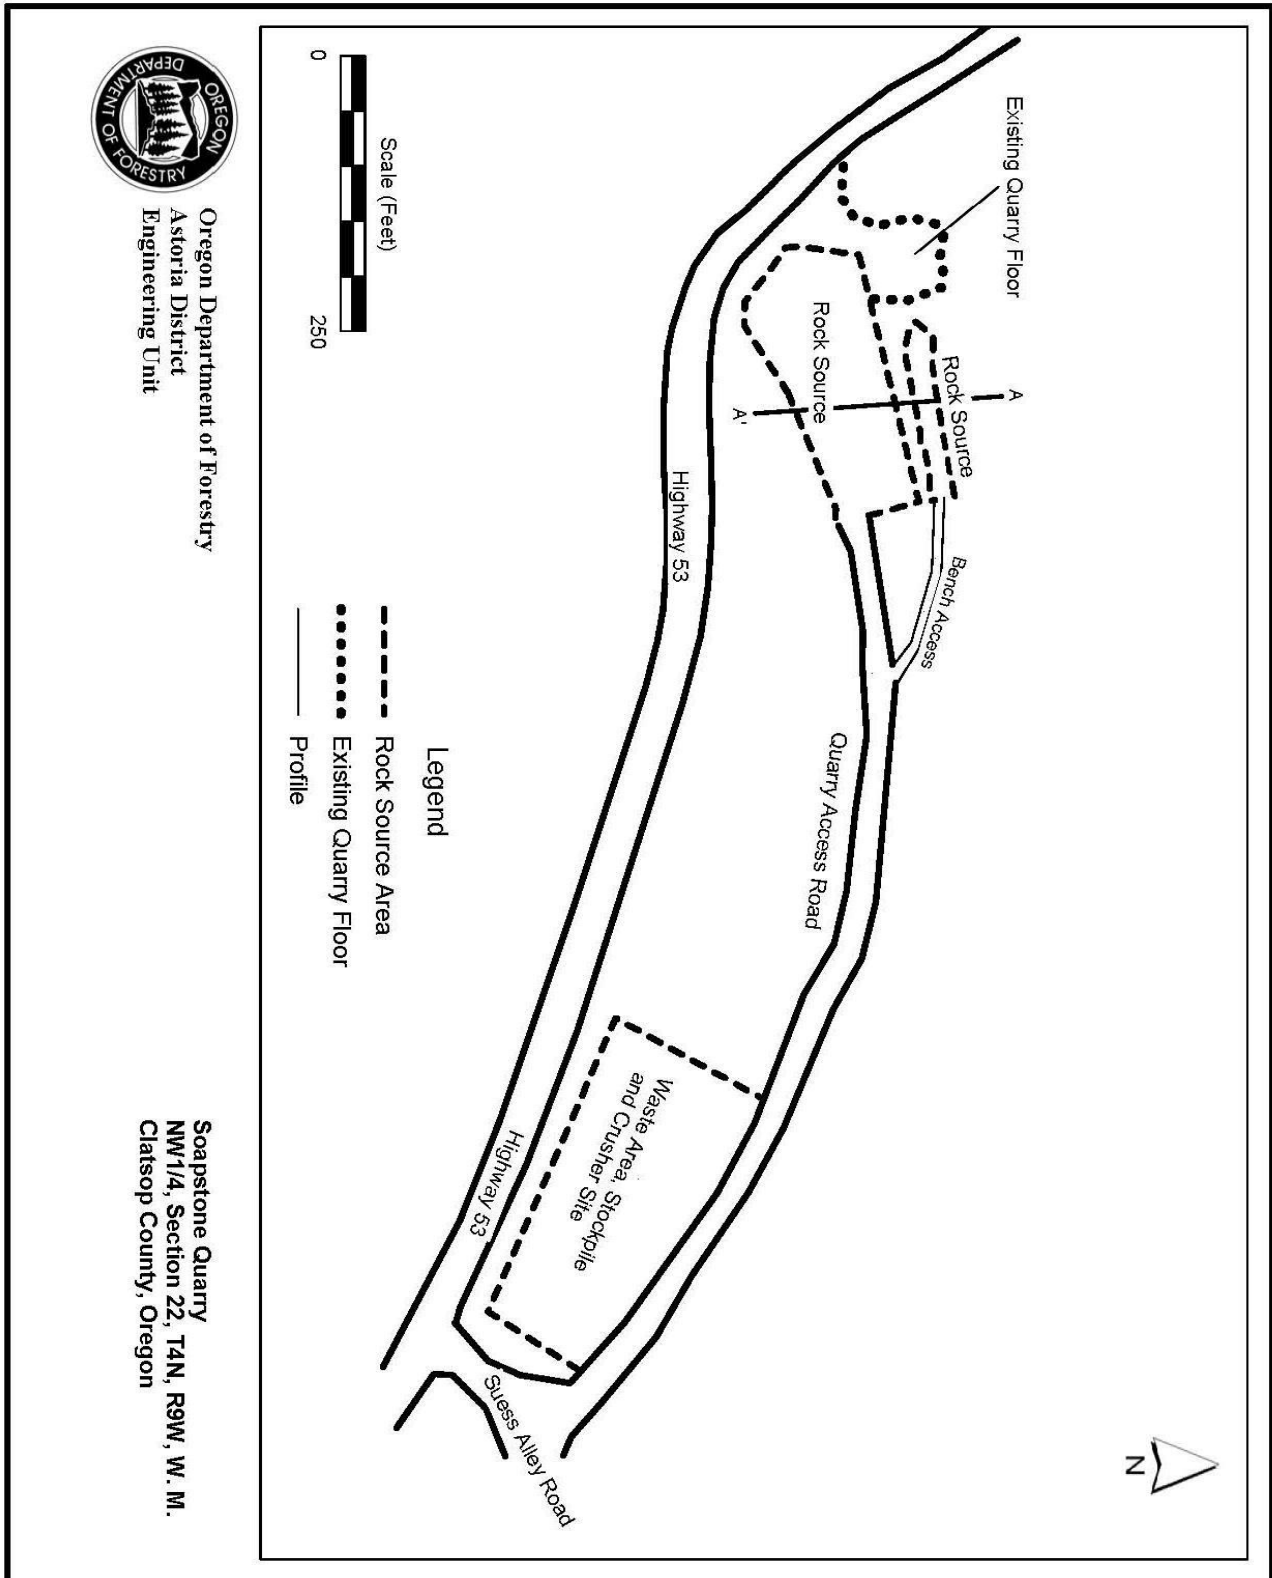 Existing Quarry Floor
Rock Source
Rock Source
A
A'
Bench Access
Highway 53
Quarry Access Road
Waste Area, Stockpile
and Crusher Site
Highway 53
Suess Alley Road
N
Scale (Feet)
0
250
Legend
Rock Source Area
Existing Quarry Floor
Profile
OREGON
DEPARTMENT OF FORESTRY
Oregon Department of Forestry
Astoria District
Engineering Unit
Soapstone Quarry
NW1/4, Section 22, T4N, R9W, W. M.
Clatsop County, Oregon